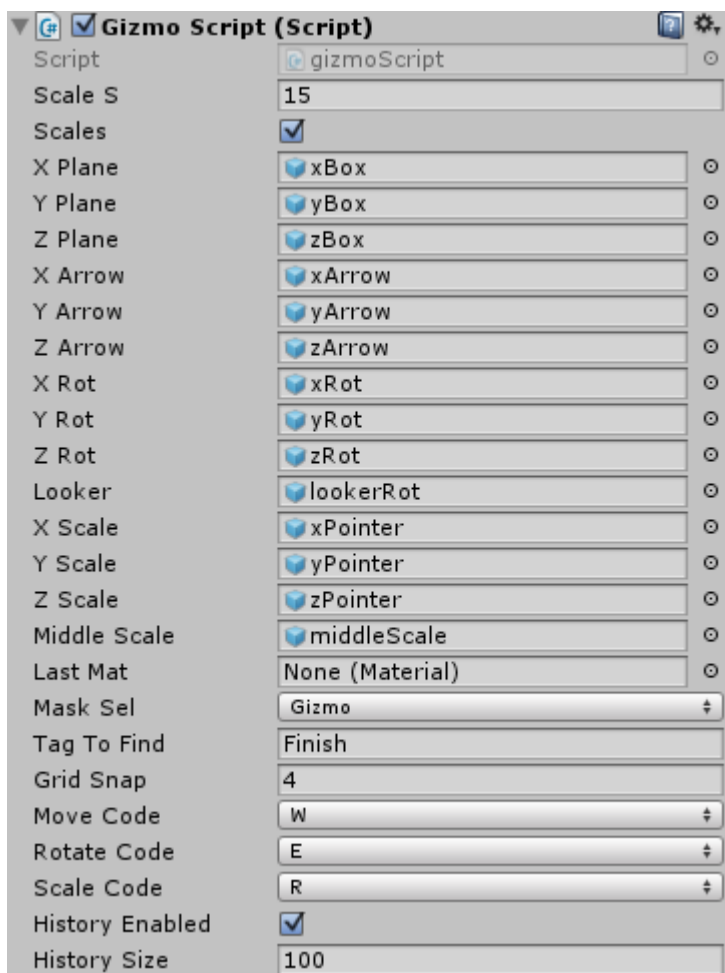 Gizmo Script (Script)
Script gizmoScript
Scale S 15
Scales
X Plane xBox
Y Plane yBox
Z Plane zBox
X Arrow xArrow
Y Arrow yArrow
Z Arrow zArrow
X Rot xRot
Y Rot yRot
Z Rot zRot
Looker lookerRot
X Scale xPointer
Y Scale yPointer
Z Scale zPointer
Middle Scale middleScale
Last Mat None (Material)
Mask Sel Gizmo
Tag To Find Finish
Grid Snap 4
Move Code W
Rotate Code E
Scale Code R
History Enabled
History Size 100